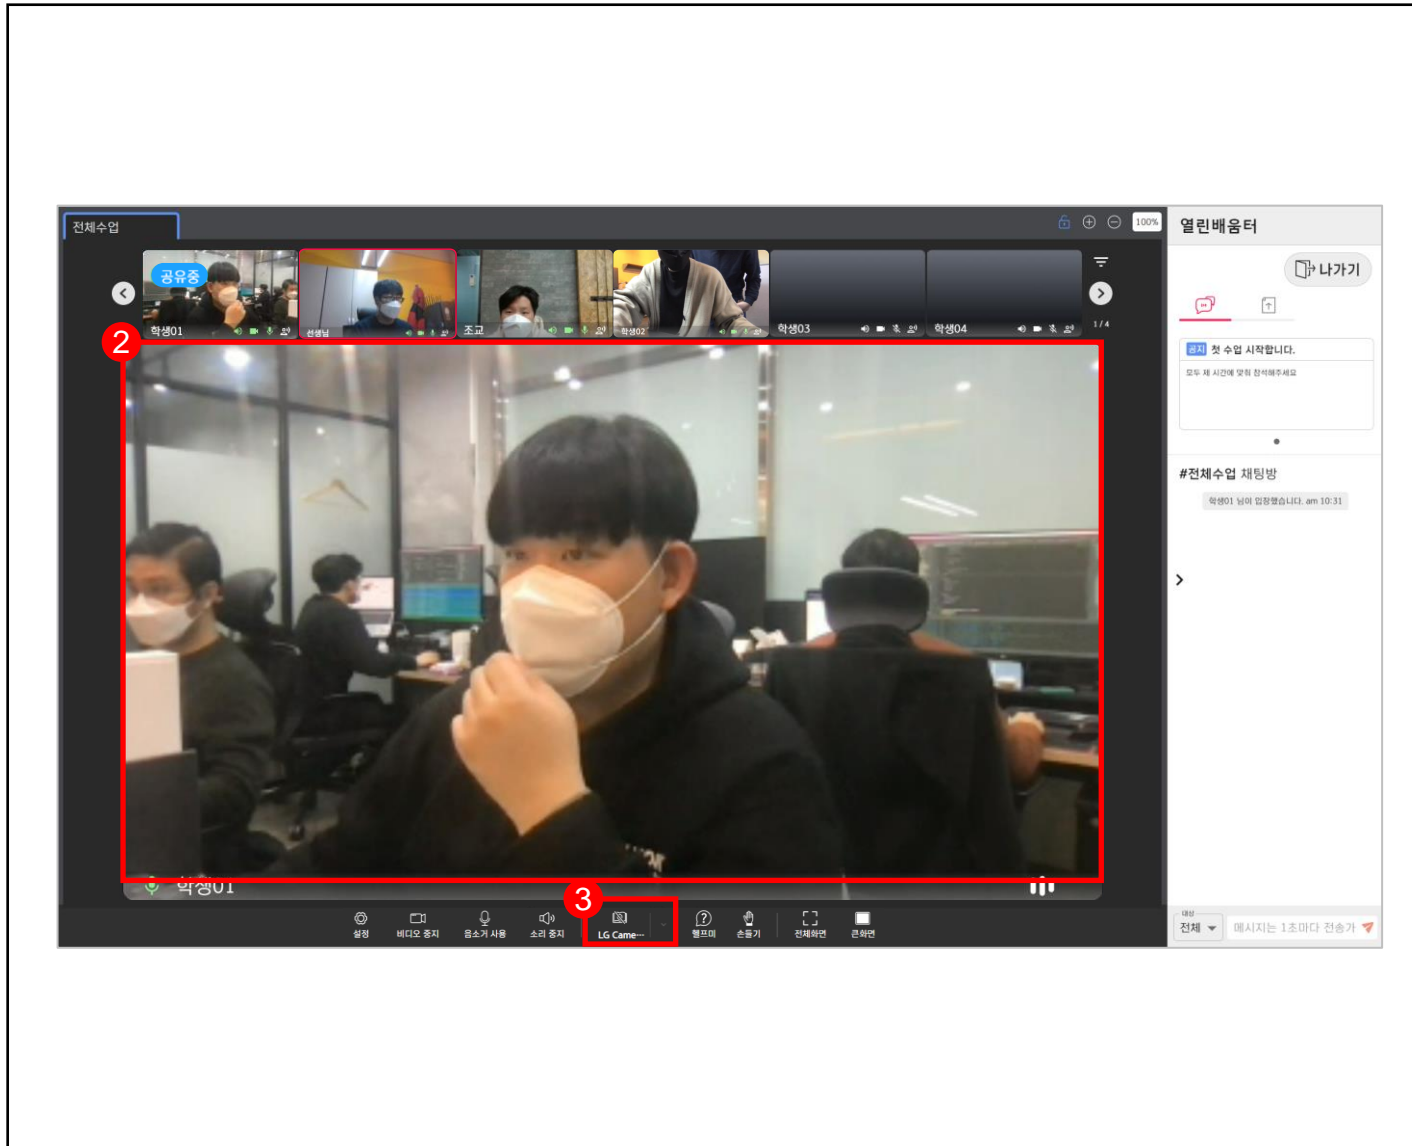 전체수업
100%
공유중
학생01
선생님
조교
학생02
학생03
학생04
1/4
2
학생01
3
설정
비디오 중지
음소거 사용
소리 중지
LG Came···
헬프미
손들기
전체화면
큰화면
열린배움터
나가기
공지 첫 수업 시작합니다.
모두 제 시간에 맞춰 참석해주세요
#전체수업 채팅방
학생01 님이 입장했습니다. am 10:31
대상
전체
메시지는 1초마다 전송가